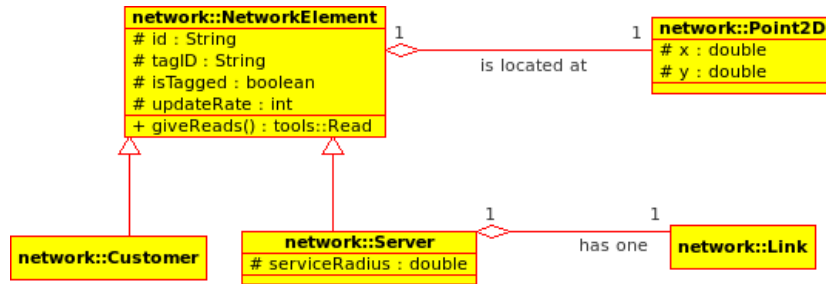 network::NetworkElement
# id : String
# tagID : String
# isTagged : boolean
# updateRate : int
+ giveReads() : tools::Read
1
is located at
1
network::Point2D
# x : double
# y : double
network::Customer
network::Server
# serviceRadius : double
1
has one
1
network::Link